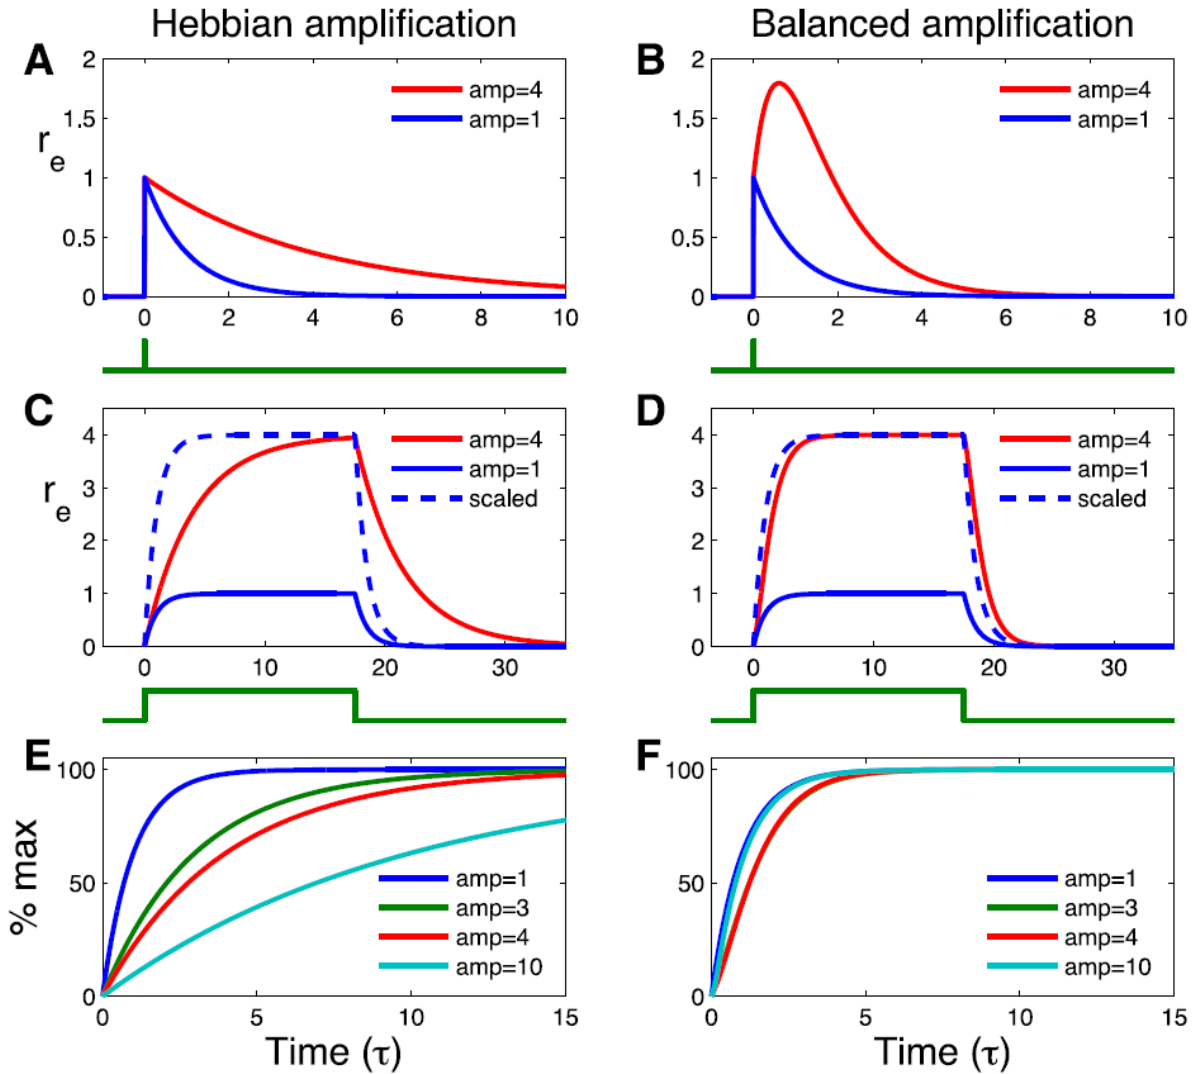 Hebbian amplification
Balanced amplification
A
2
1.5
1
0.5
0
r_e
amp=4
amp=1
0 2 4 6 8 10
B
2
1.5
1
0.5
0
amp=4
amp=1
0 2 4 6 8 10
C
4
3
2
1
0
r_e
amp=4
amp=1
scaled
0 10 20 30
D
4
3
2
1
0
amp=4
amp=1
scaled
0 10 20 30
E
100
50
0
% max
amp=1
amp=3
amp=4
amp=10
0 5 10 15
Time (τ)
F
100
50
0
amp=1
amp=3
amp=4
amp=10
0 5 10 15
Time (τ)